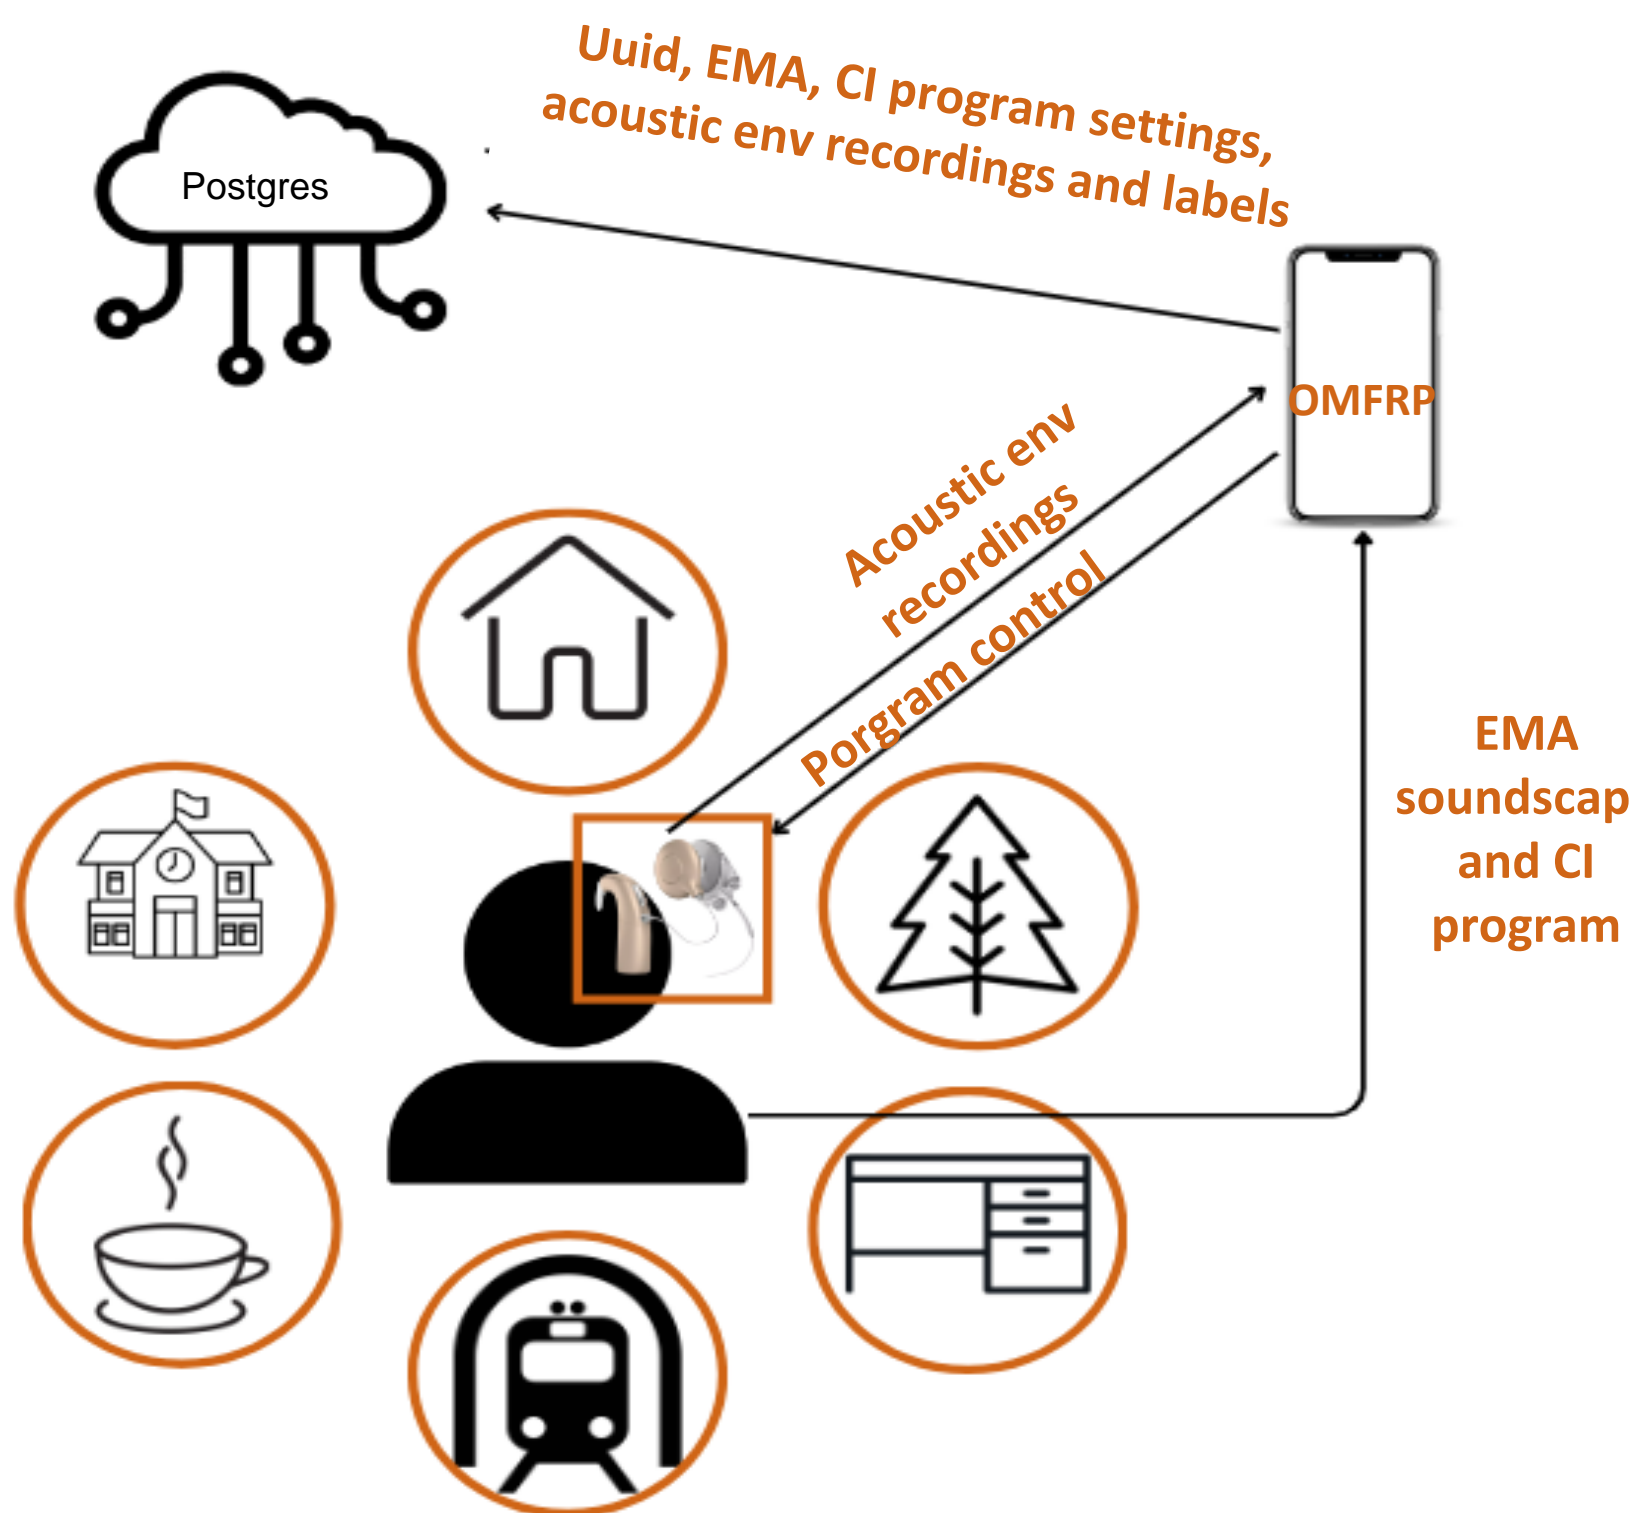 Uuid, EMA, CI program settings,
acoustic env recordings and labels
Postgres
OMFRP
Acoustic env
recordings
Porgram control
EMA
soundscap
and CI
program